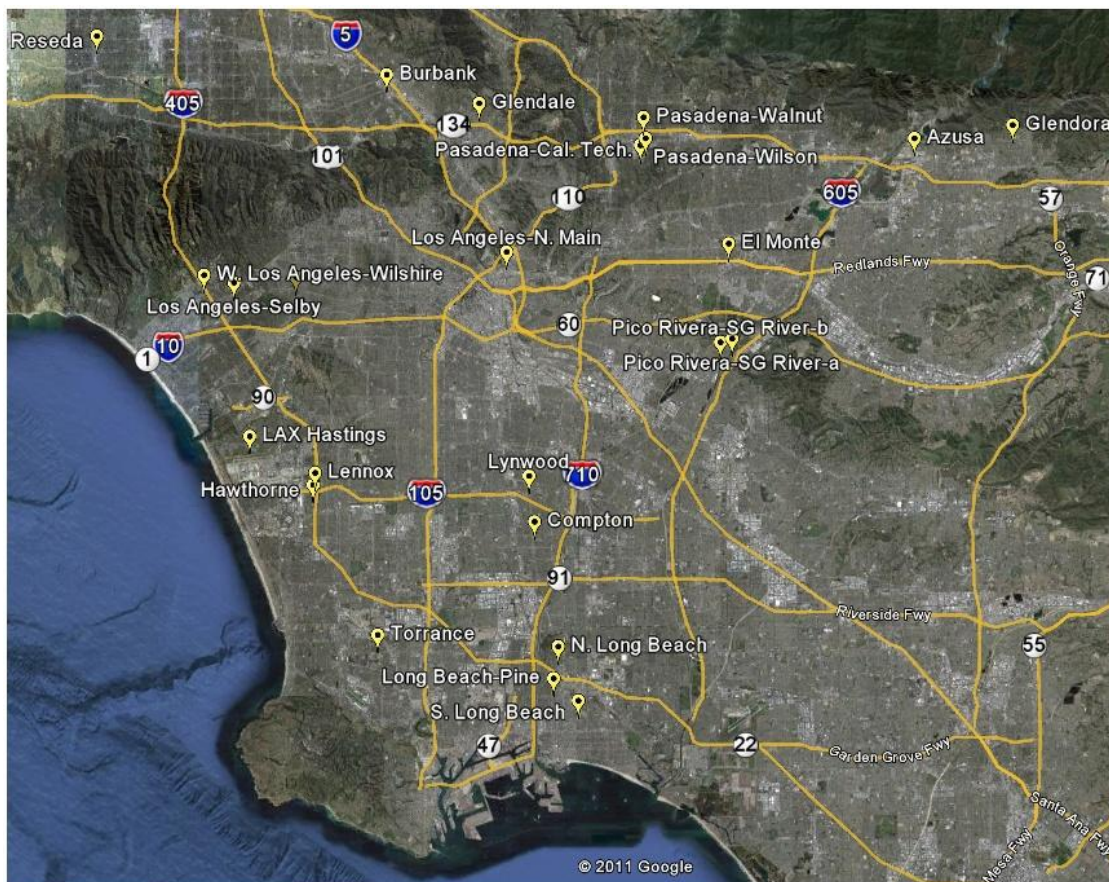 Reseda
5
Burbank
405
Glendale
134
Pasadena-Walnut
Azusa
Glendora
101
Pasadena-Cal. Tech.
Pasadena-Wilson
110
605
57
Los Angeles-N. Main
El Monte
Orange Fwy
Redlands Fwy
71
W. Los Angeles-Wilshire
Los Angeles-Selby
60
Pico Rivera-SG River-b
Pico Rivera-SG River-a
10
1
90
LAX Hastings
Lennox
Hawthorne
105
Lynwood
710
Compton
91
Riverside Fwy
Torrance
N. Long Beach
55
Long Beach-Pine
S. Long Beach
47
22
Garden Grove Fwy
Santa Ana Fwy
Mesa Fwy
© 2011 Google